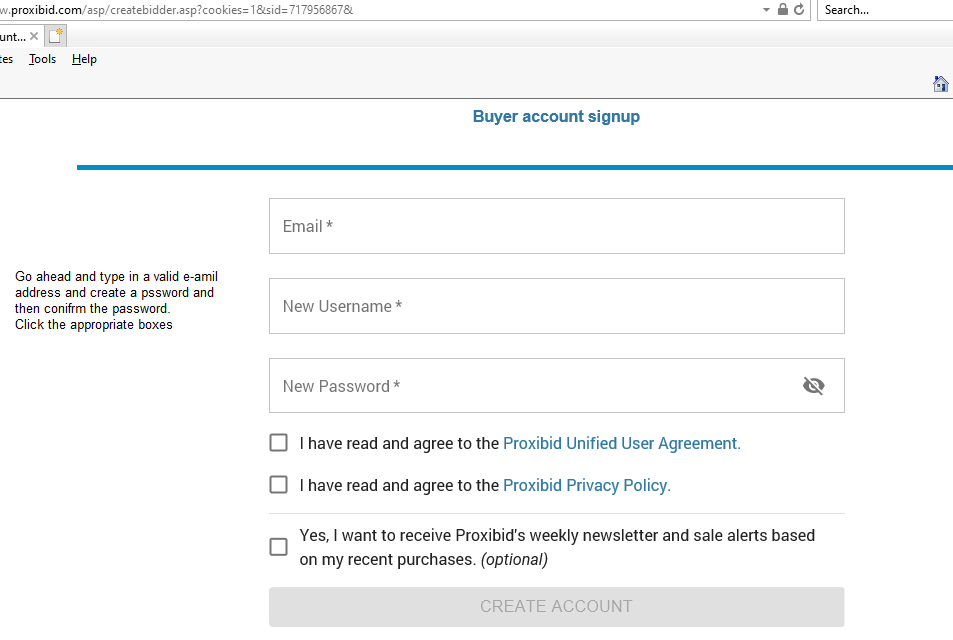 w.proxibid.com/asp/createbidder.asp?cookies=1&sid=717956867&
Search...
unt...
tes Tools Help
Buyer account signup
Email *
Go ahead and type in a valid e-amil
address and create a pssword and
then conifrm the password.
Click the appropriate boxes
New Username *
New Password *
I have read and agree to the Proxibid Unified User Agreement.
I have read and agree to the Proxibid Privacy Policy.
Yes, I want to receive Proxibid's weekly newsletter and sale alerts based
on my recent purchases. (optional)
CREATE ACCOUNT